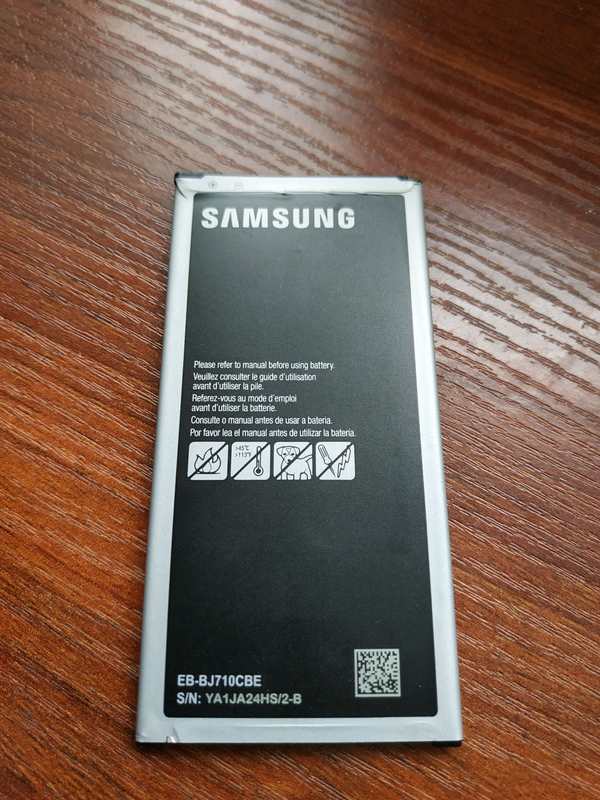 SAMSUNG
Please refer to manual before using battery.
Veuillez consulter le guide d'utilisation
avant d'utiliser la pile.
Referez-vous au mode d'emploi
avant d'utiliser la batterie.
Consulte o manual antes de usar a bateria.
Por favor lea el manual antes de utilizar la bateria.
>45°C
>113°F
EB-BJ710CBE
S/N: YA1JA24HS/2-B